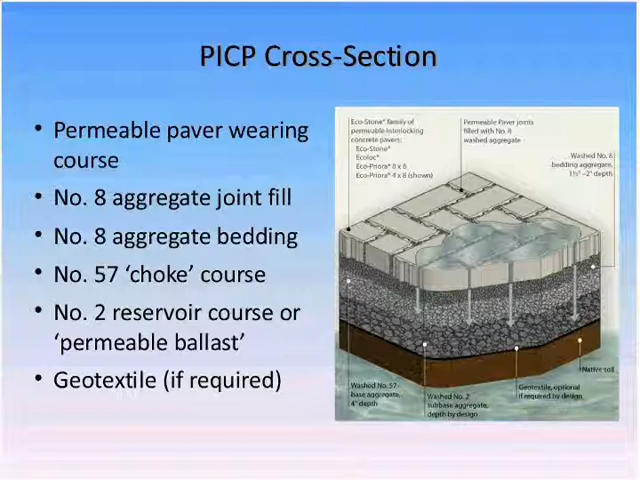 PICP Cross-Section
• Permeable paver wearing
course
• No. 8 aggregate joint fill
• No. 8 aggregate bedding
• No. 57 ‘choke’ course
• No. 2 reservoir course or
‘permeable ballast’
• Geotextile (if required)
Eco-Stone® family of
permeable interlocking
concrete pavers:
Eco-Stone®
Ecoloc®
Eco-Priora® 8 x 8
Eco-Priora® 4 x 8 (shown)
Permeable Paver joints
filled with No. 8
washed aggregate
Washed No. 8
bedding aggregate,
1½" –2" depth
Native soil
Washed No. 57
base aggregate,
4" depth
Washed No. 2
subbase aggregate,
depth by design
Geotextile, optional
if required by design